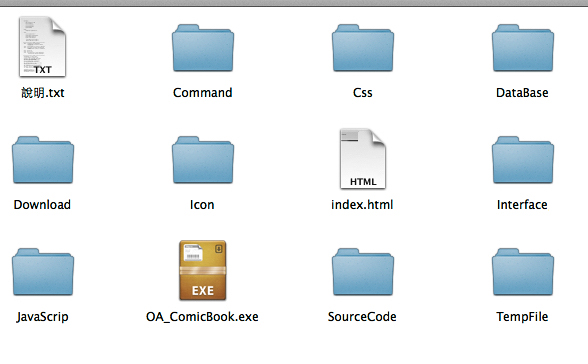 TXT
說明.txt
Command
Css
DataBase
Download
Icon
HTML
index.html
Interface
JavaScrip
EXE
OA_ComicBook.exe
SourceCode
TempFile